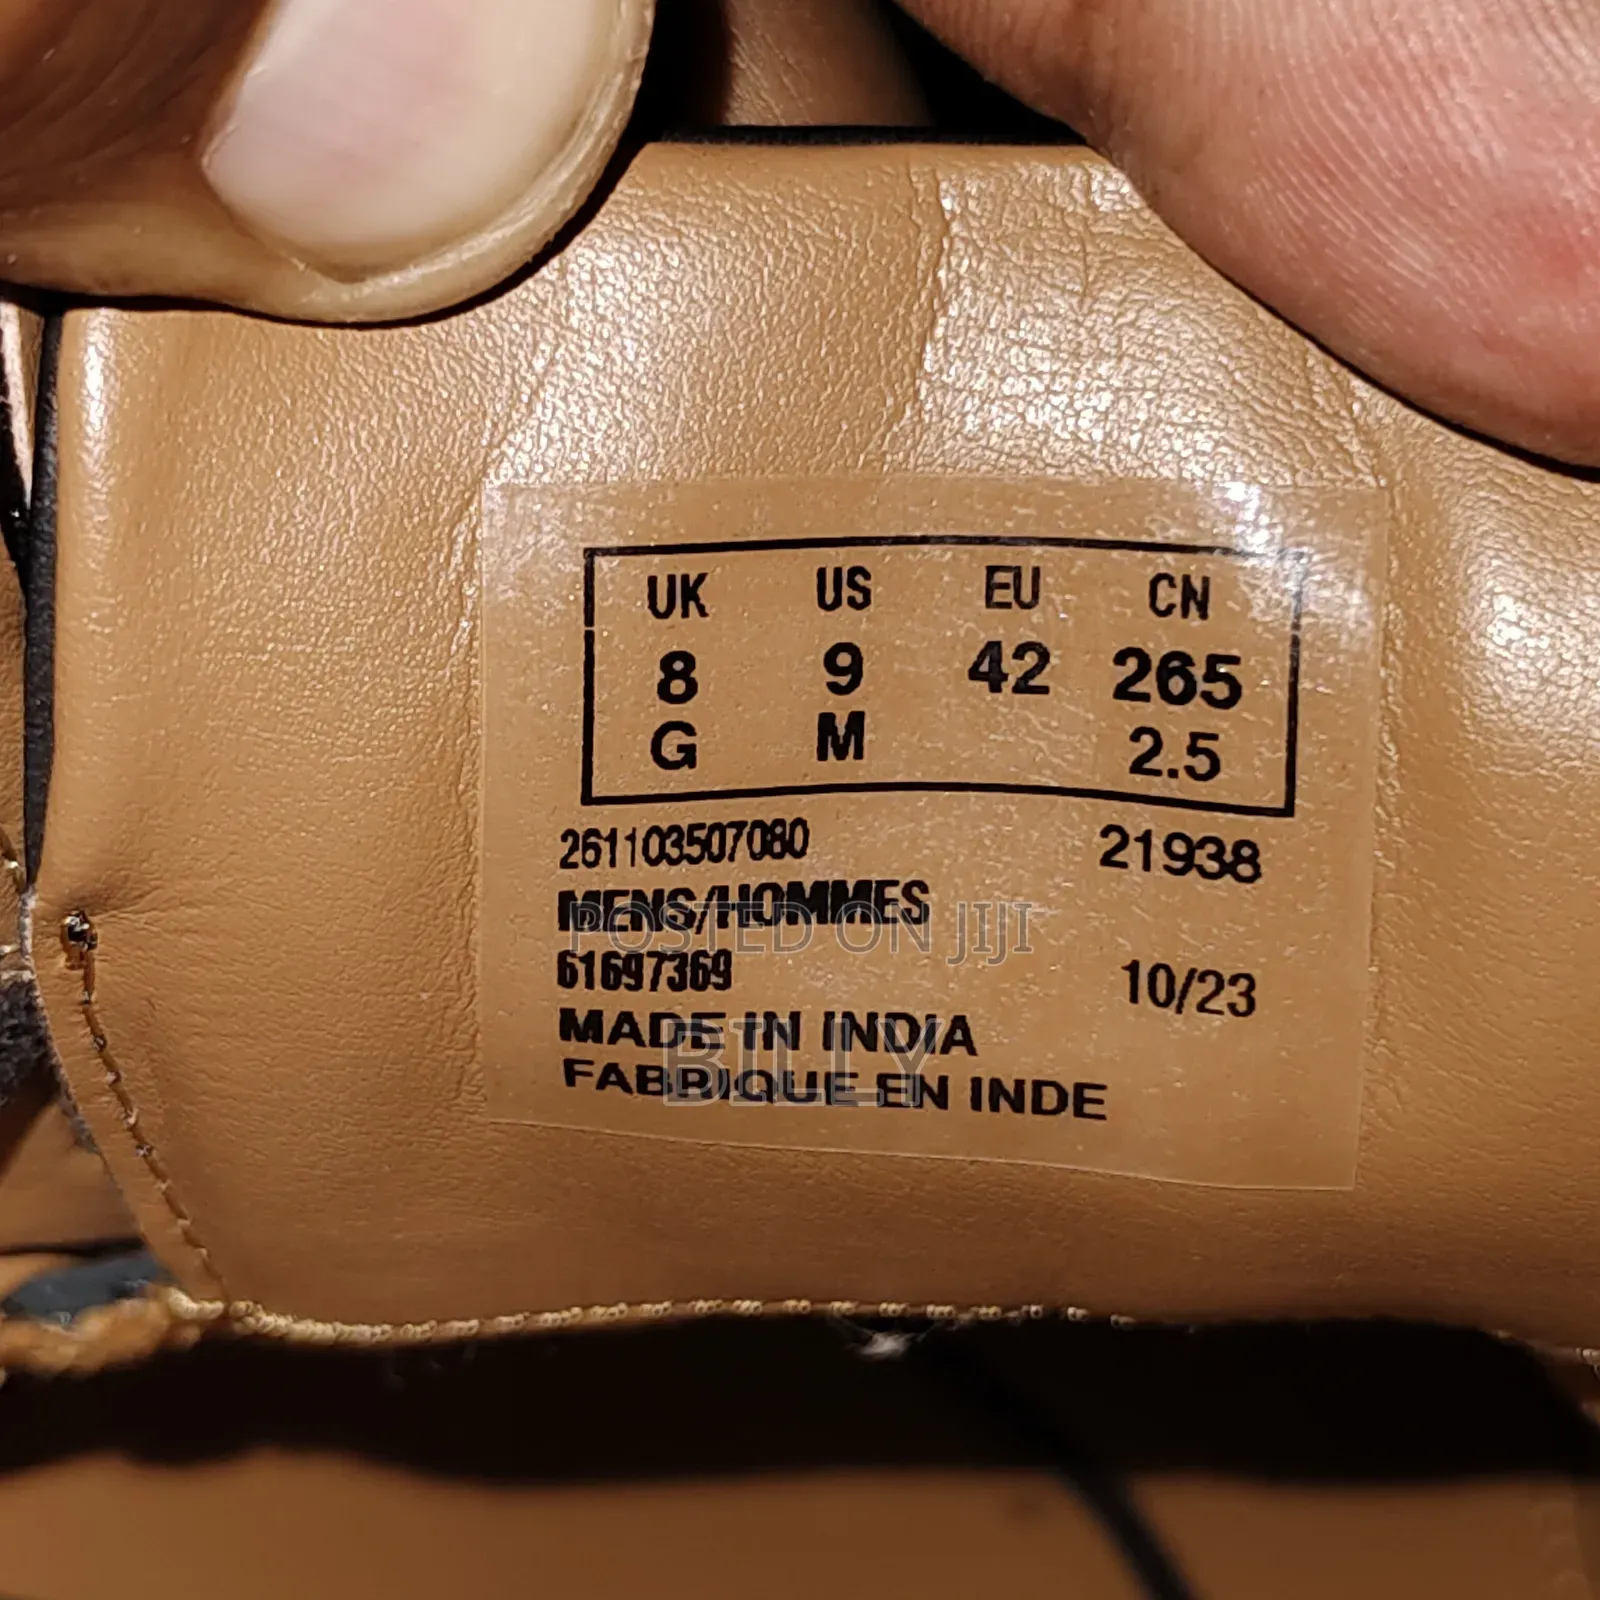 UK US EU CN
8 9 42 265
G M 2.5
261103507080 21938
MENS/HOMMES
POSTED ON JIJI
61697369 10/23
MADE IN INDIA
BILLY
FABRIQUE EN INDE